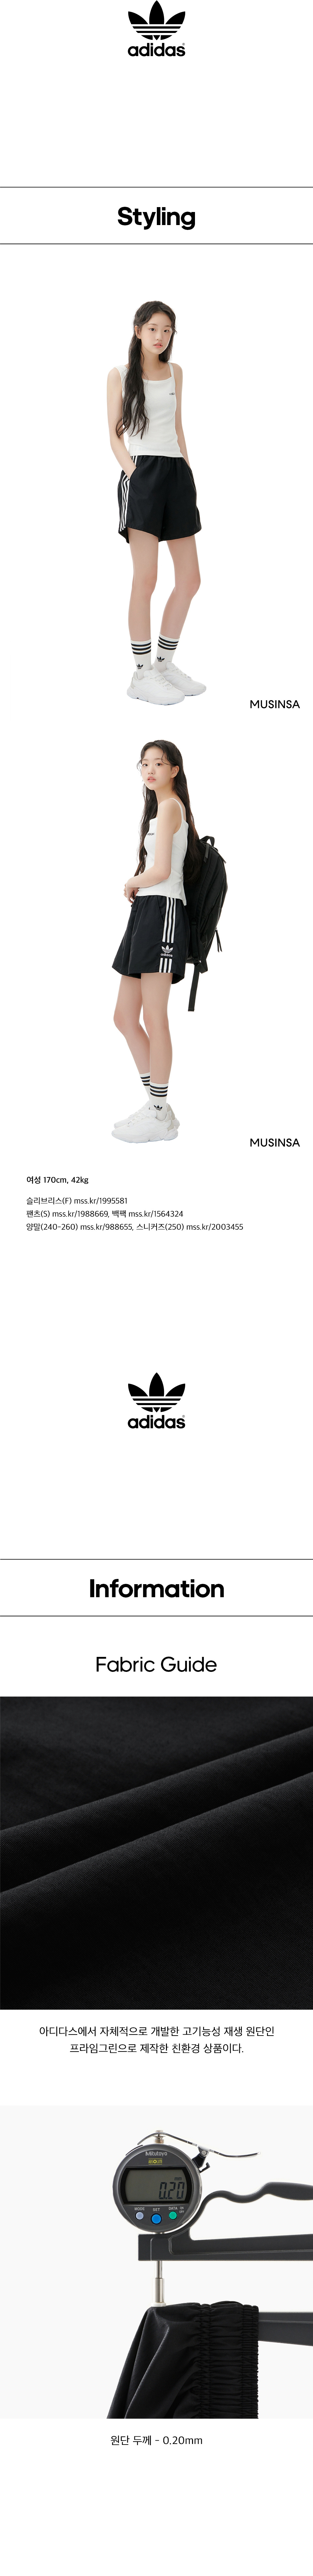 adidas
Styling
MUSINSA
adidas
MUSINSA
여성 170cm, 42kg
슬리브리스(F) mss.kr/1995581
팬츠(S) mss.kr/1988669, 백팩 mss.kr/1564324
양말(240-260) mss.kr/988655, 스니커즈(250) mss.kr/2003455
adidas
Information
Fabric Guide
아디다스에서 자체적으로 개발한 고기능성 재생 원단인
프라임그린으로 제작한 친환경 상품이다.
Mitutoyo
0.20
MODE SET DATA
원단 두께 - 0.20mm